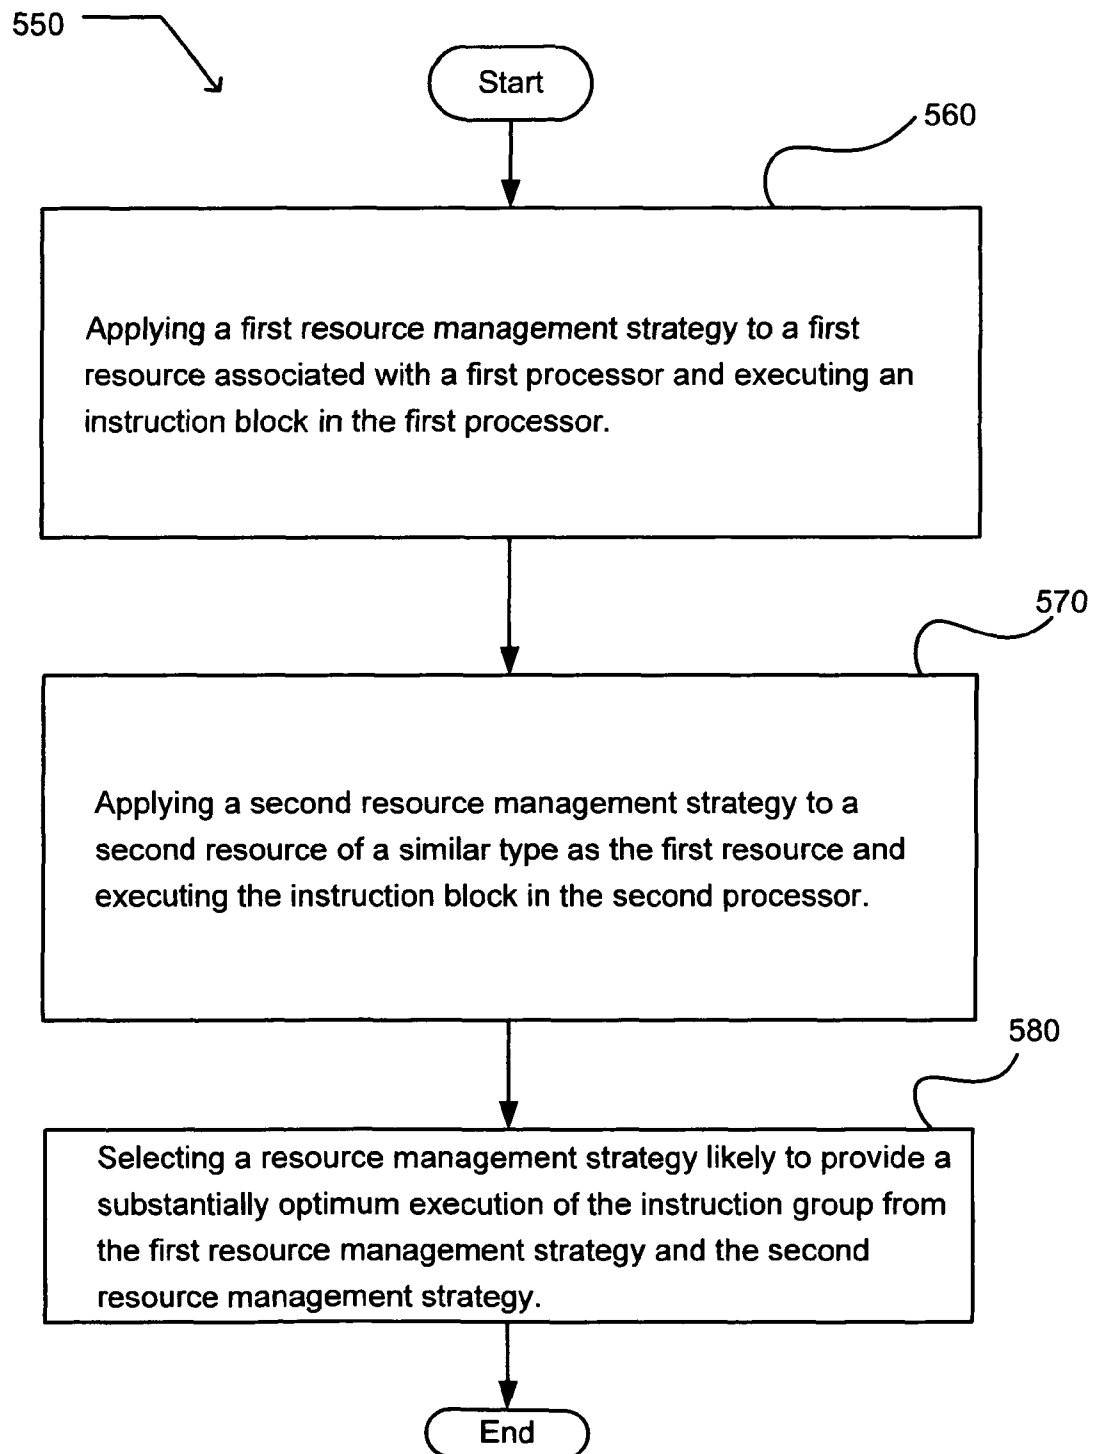 550
Start
560
Applying a first resource management strategy to a first
resource associated with a first processor and executing an
instruction block in the first processor.
570
Applying a second resource management strategy to a
second resource of a similar type as the first resource and
executing the instruction block in the second processor.
580
Selecting a resource management strategy likely to provide a
substantially optimum execution of the instruction group from
the first resource management strategy and the second
resource management strategy.
End